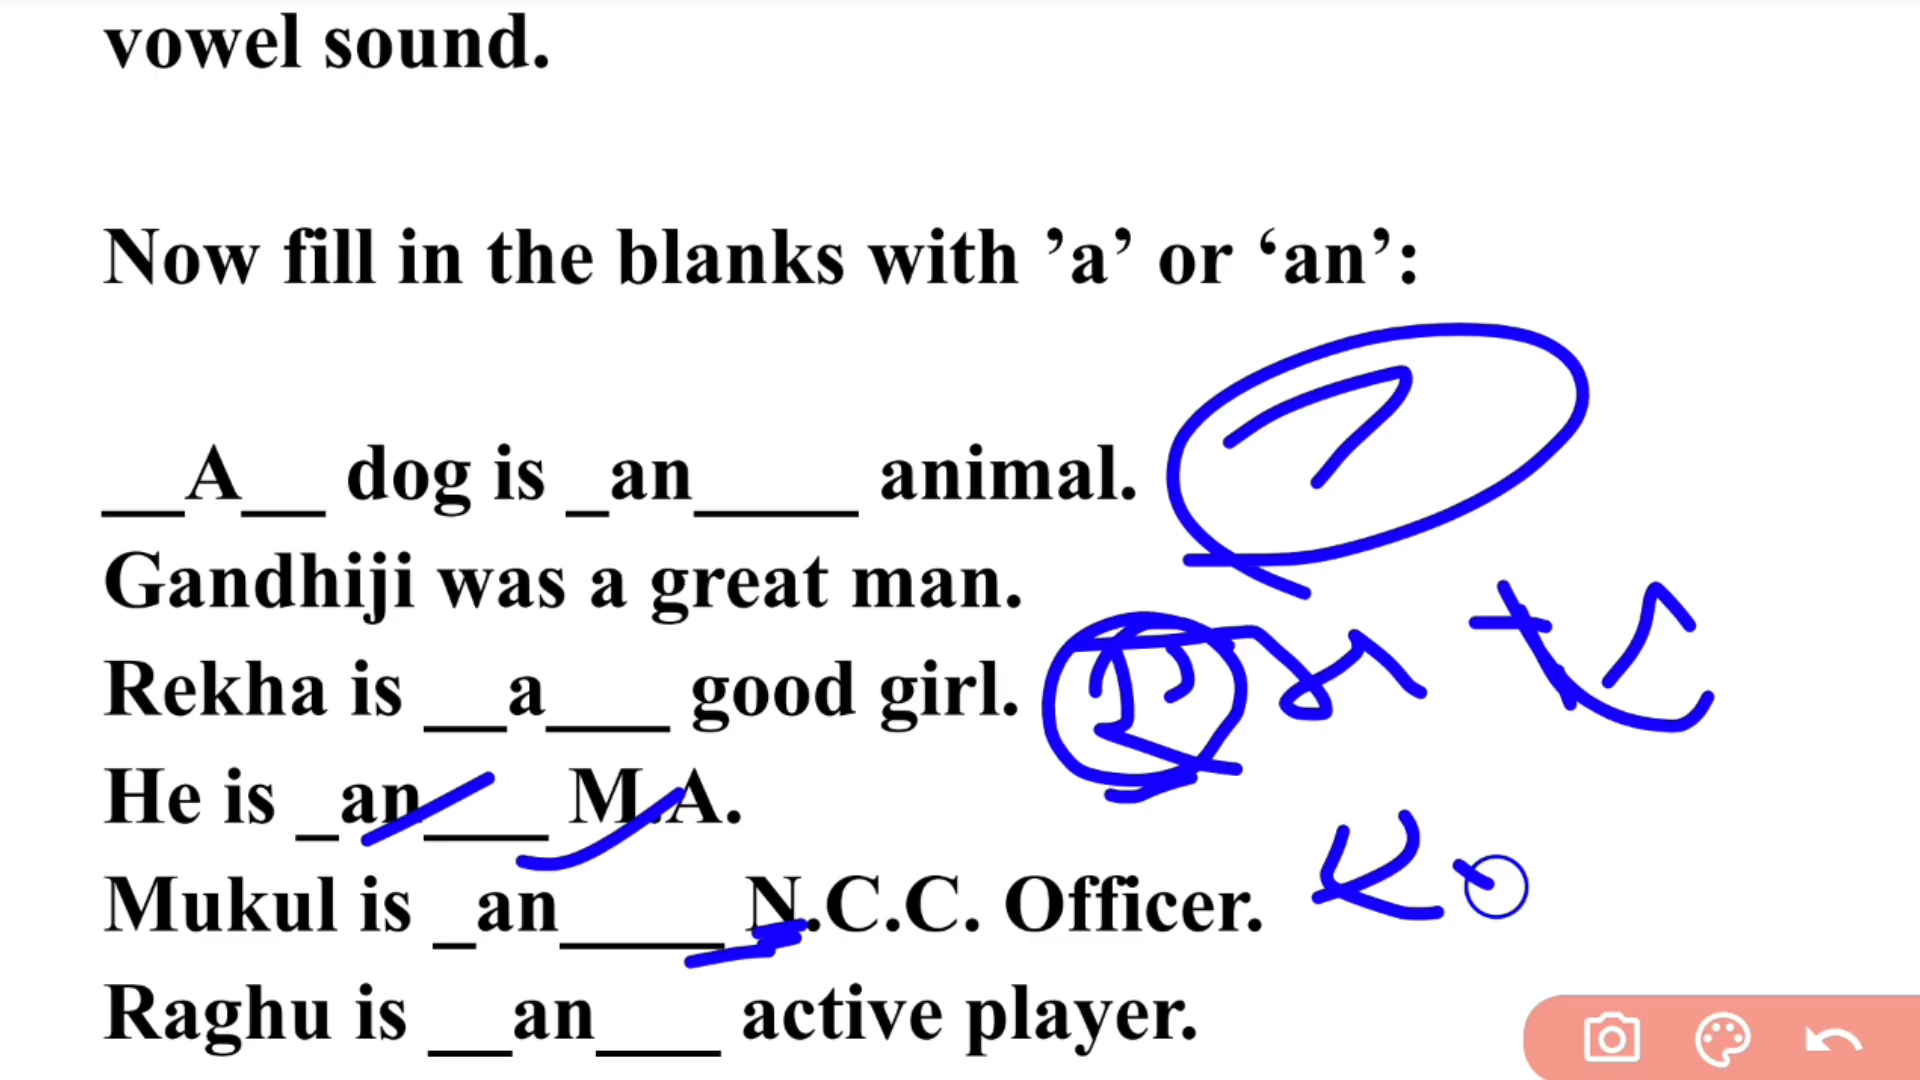 vowel sound.
Now fill in the blanks with ’a’ or ‘an’:
__A__ dog is _an____ animal.
Gandhiji was a great man.
Rekha is __a___ good girl.
He is _an___ M.A.
Mukul is _an____ N.C.C. Officer.
Raghu is __an___ active player.